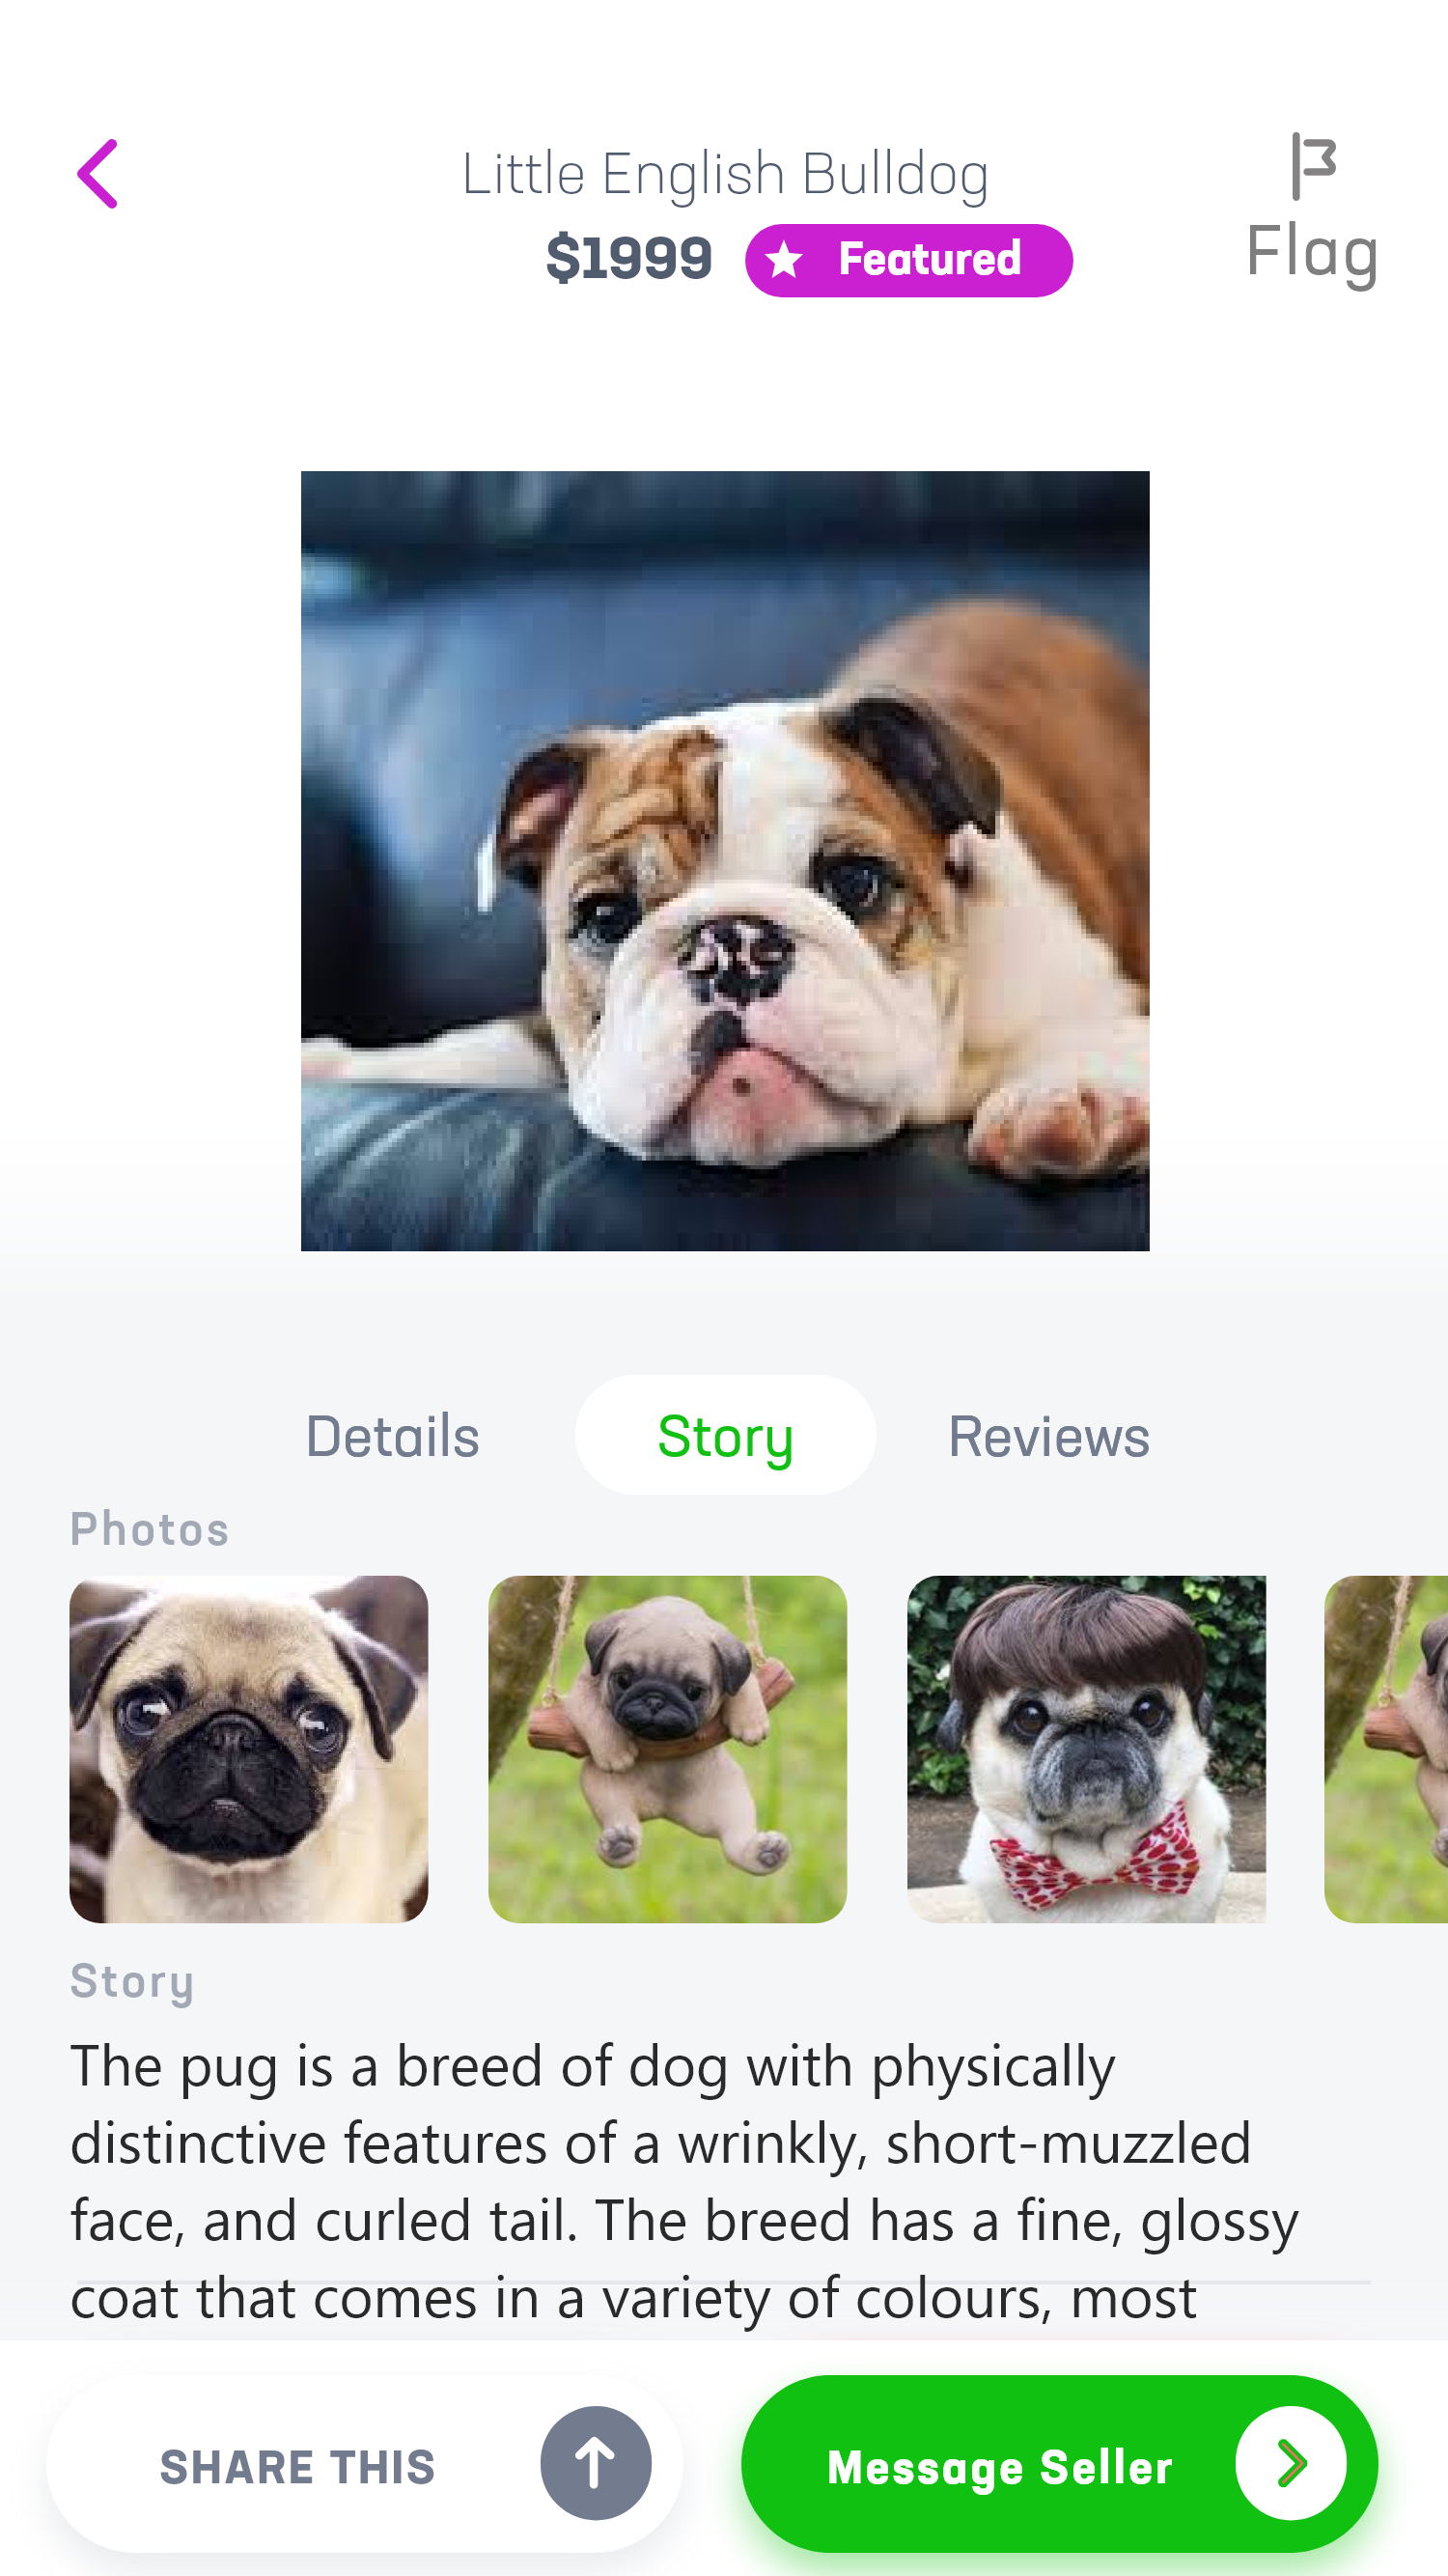 Little English Bulldog
$1999 Featured
Flag
Details Story Reviews
Photos
Story
The pug is a breed of dog with physically
distinctive features of a wrinkly, short-muzzled
face, and curled tail. The breed has a fine, glossy
coat that comes in a variety of colours, most
SHARE THIS
Message Seller